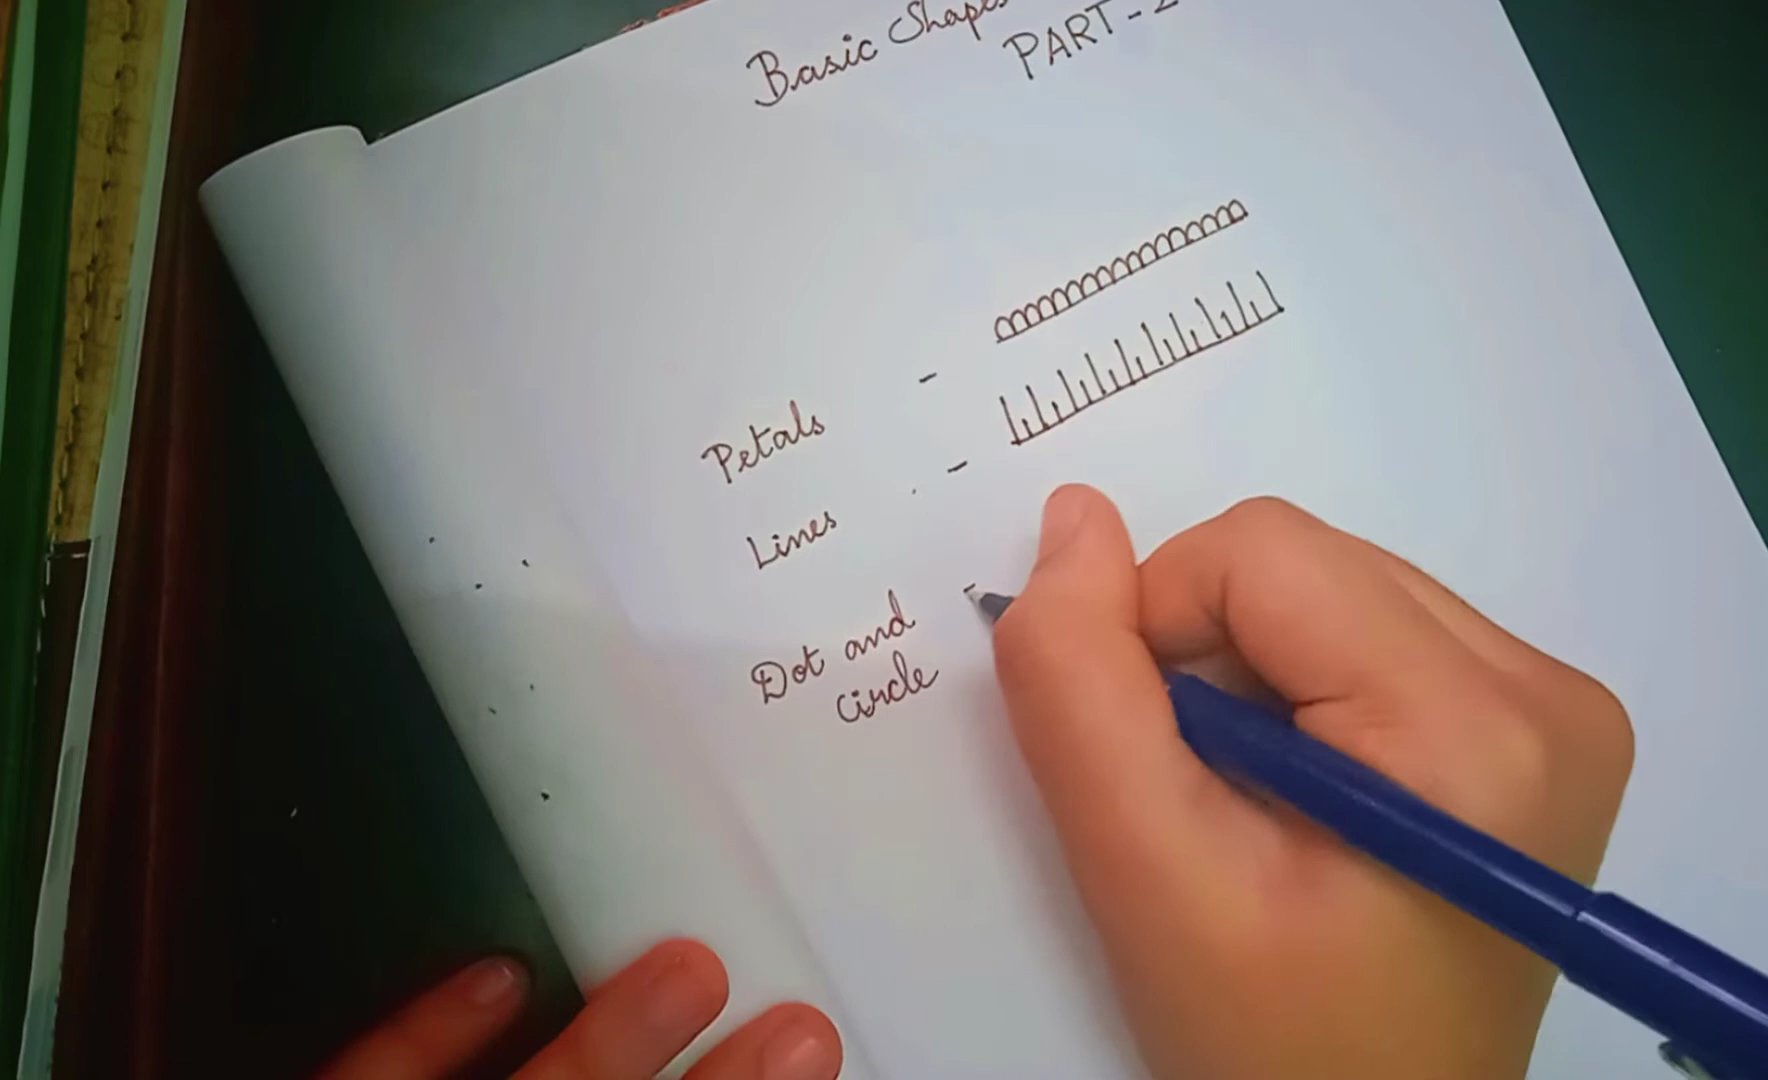 Basic Shapes
PART-2
Petals -
Lines -
Dot and -
circle